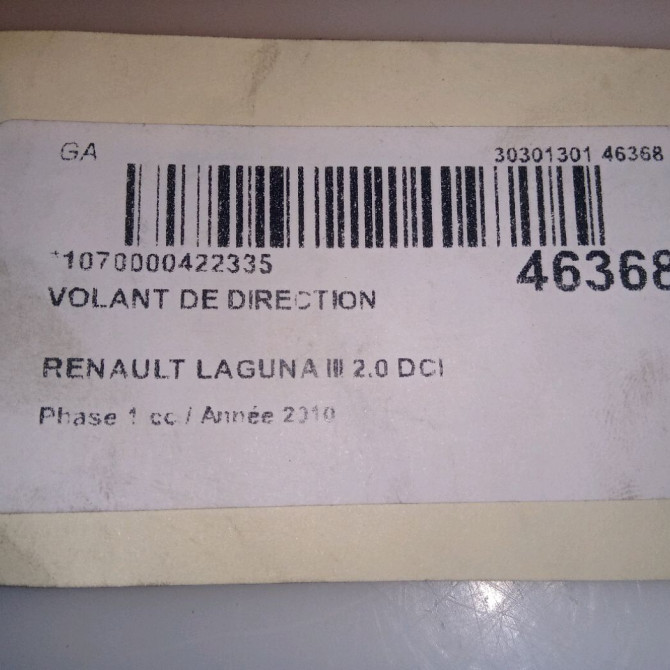 GA
30301301 46368
*1070000422335
46368
VOLANT DE DIRECTION
RENAULT LAGUNA III 2.0 DCI
Phase 1 cc / Année 2010